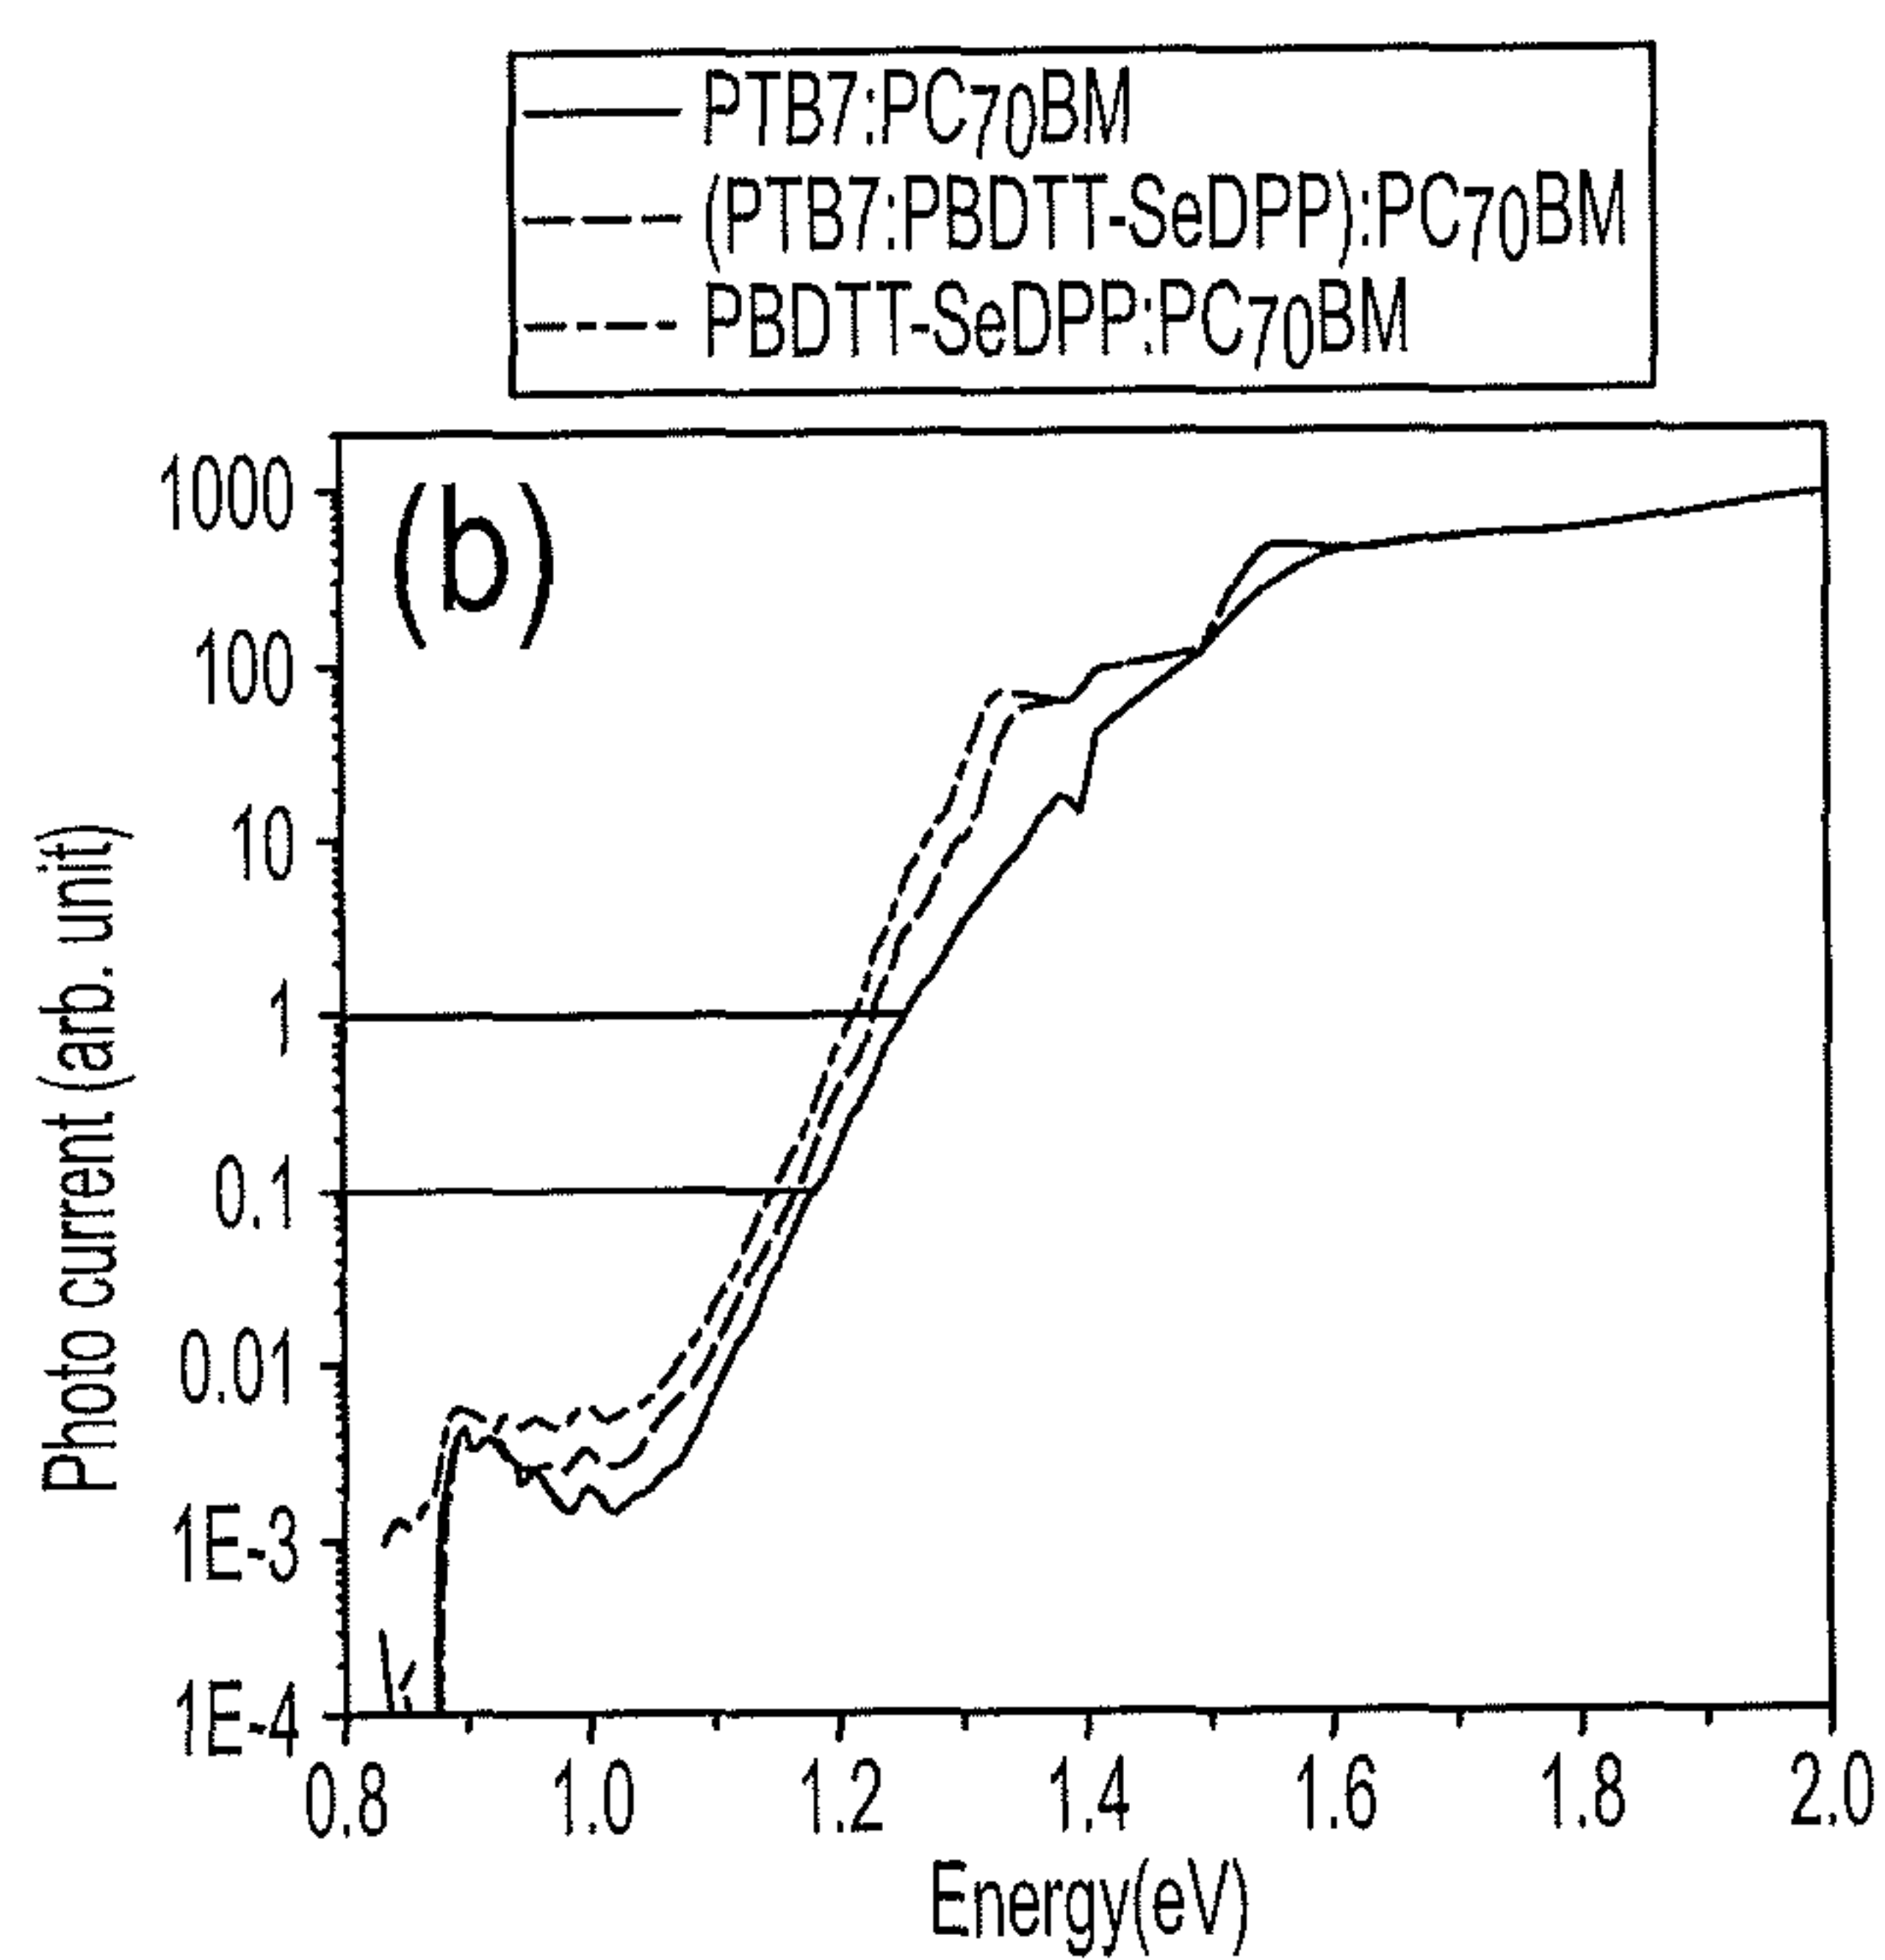 PTB7:PC70BM
(PTB7:PBDTT-SeDPP):PC70BM
PBDTT-SeDPP:PC70BM
(b)
1000
100
10
1
0.1
0.01
1E-3
1E-4
Photo current (arb. unit)
0.8 1.0 1.2 1.4 1.6 1.8 2.0
Energy(eV)